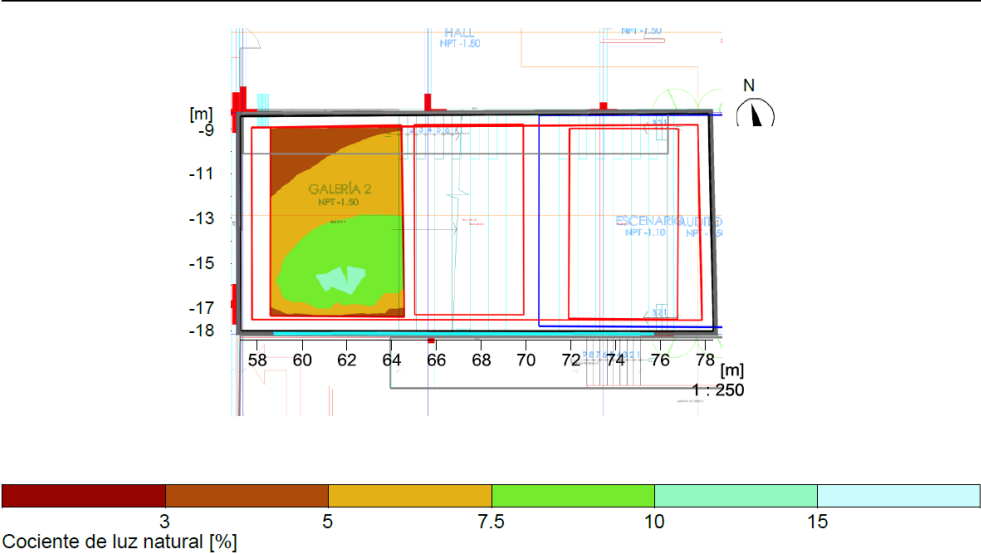 HALL
NPT -1.50
NPT -1.50
N
[m]
-9
-11
GALERÍA 2
NPT -1.50
-13
ESCENARIO
NPT -1.10
-15
-17
-18
58 60 62 64 66 68 70 72 74 76 78
[m]
1 : 250
3 5 7.5 10 15
Cociente de luz natural [%]